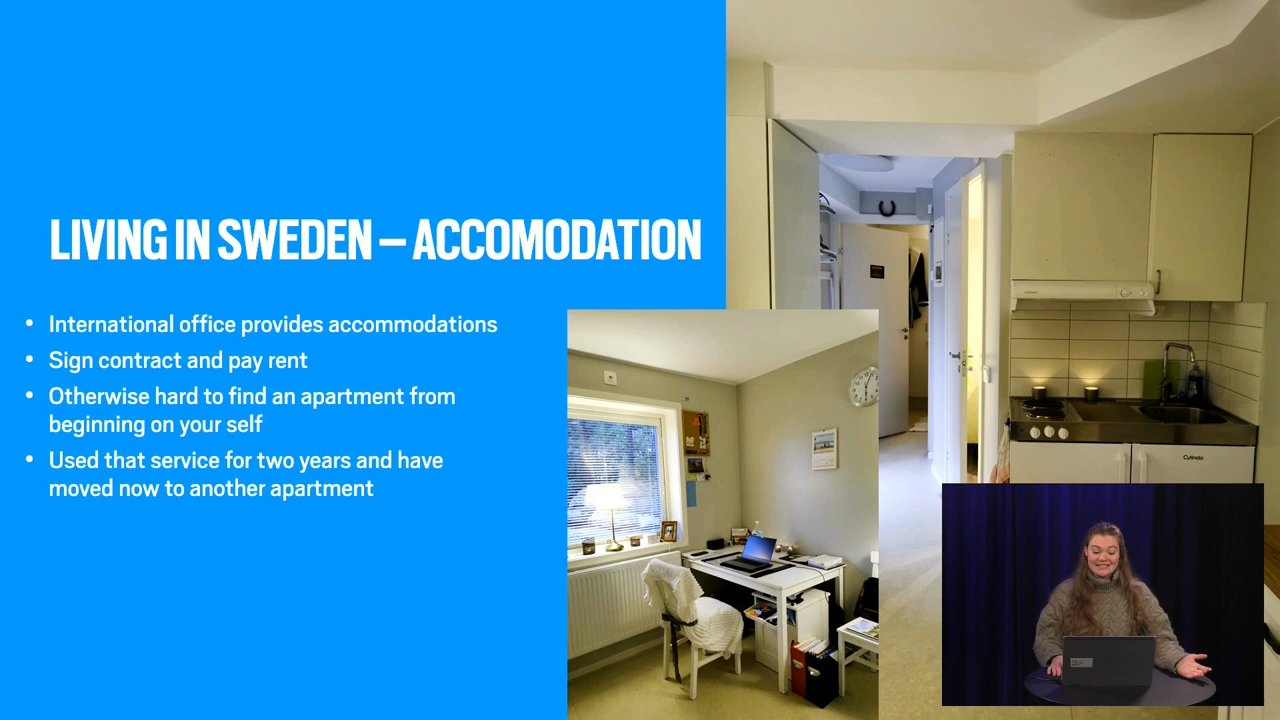 LIVING IN SWEDEN – ACCOMODATION
• International office provides accommodations
• Sign contract and pay rent
• Otherwise hard to find an apartment from
beginning on your self
• Used that service for two years and have
moved now to another apartment
Cylinda